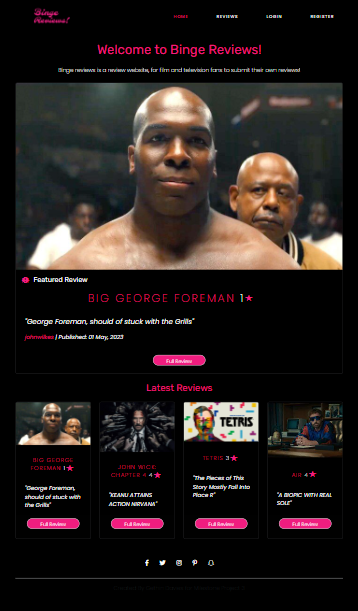 Binge
Reviews!
HOME REVIEWS LOGIN REGISTER
Welcome to Binge Reviews!
Binge reviews is a review website, for film and television fans to submit their own reviews!
Featured Review
BIG GEORGE FOREMAN 1
"George Foreman, should of stuck with the Grills"
johnwilkes | Published: 01 May, 2023
Full Review
Latest Reviews
BIG GEORGE
FOREMAN 1
"George Foreman,
should of stuck with
the Grills"
Full Review
JOHN WICK:
CHAPTER 4 4
"KEANU ATTAINS
ACTION NIRVANA"
Full Review
TETRIS
TETRIS 3
"The Pieces of This
Story Mostly Fall Into
Place R"
Full Review
AIR 4
"A BIOPIC WITH REAL
SOLE"
Full Review